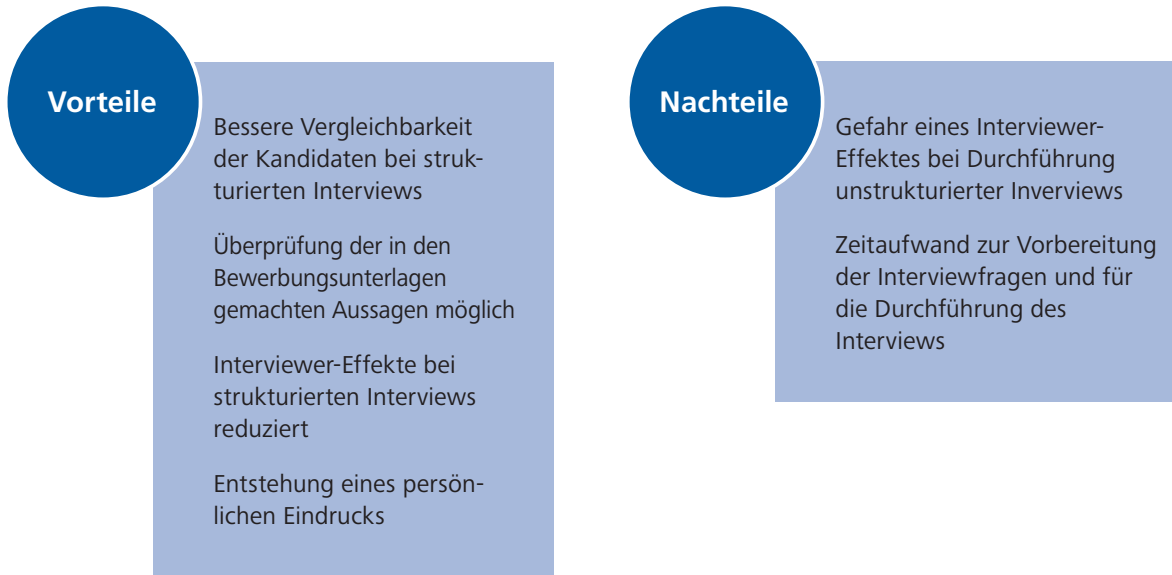 Vorteile
Bessere Vergleichbarkeit
der Kandidaten bei struk-
turierten Interviews
Überprüfung der in den
Bewerbungsunterlagen
gemachten Aussagen möglich
Interviewer-Effekte bei
strukturierten Interviews
reduziert
Entstehung eines persön-
lichen Eindrucks
Nachteile
Gefahr eines Interviewer-
Effektes bei Durchführung
unstrukturierter Inverviews
Zeitaufwand zur Vorbereitung
der Interviewfragen und für
die Durchführung des
Interviews